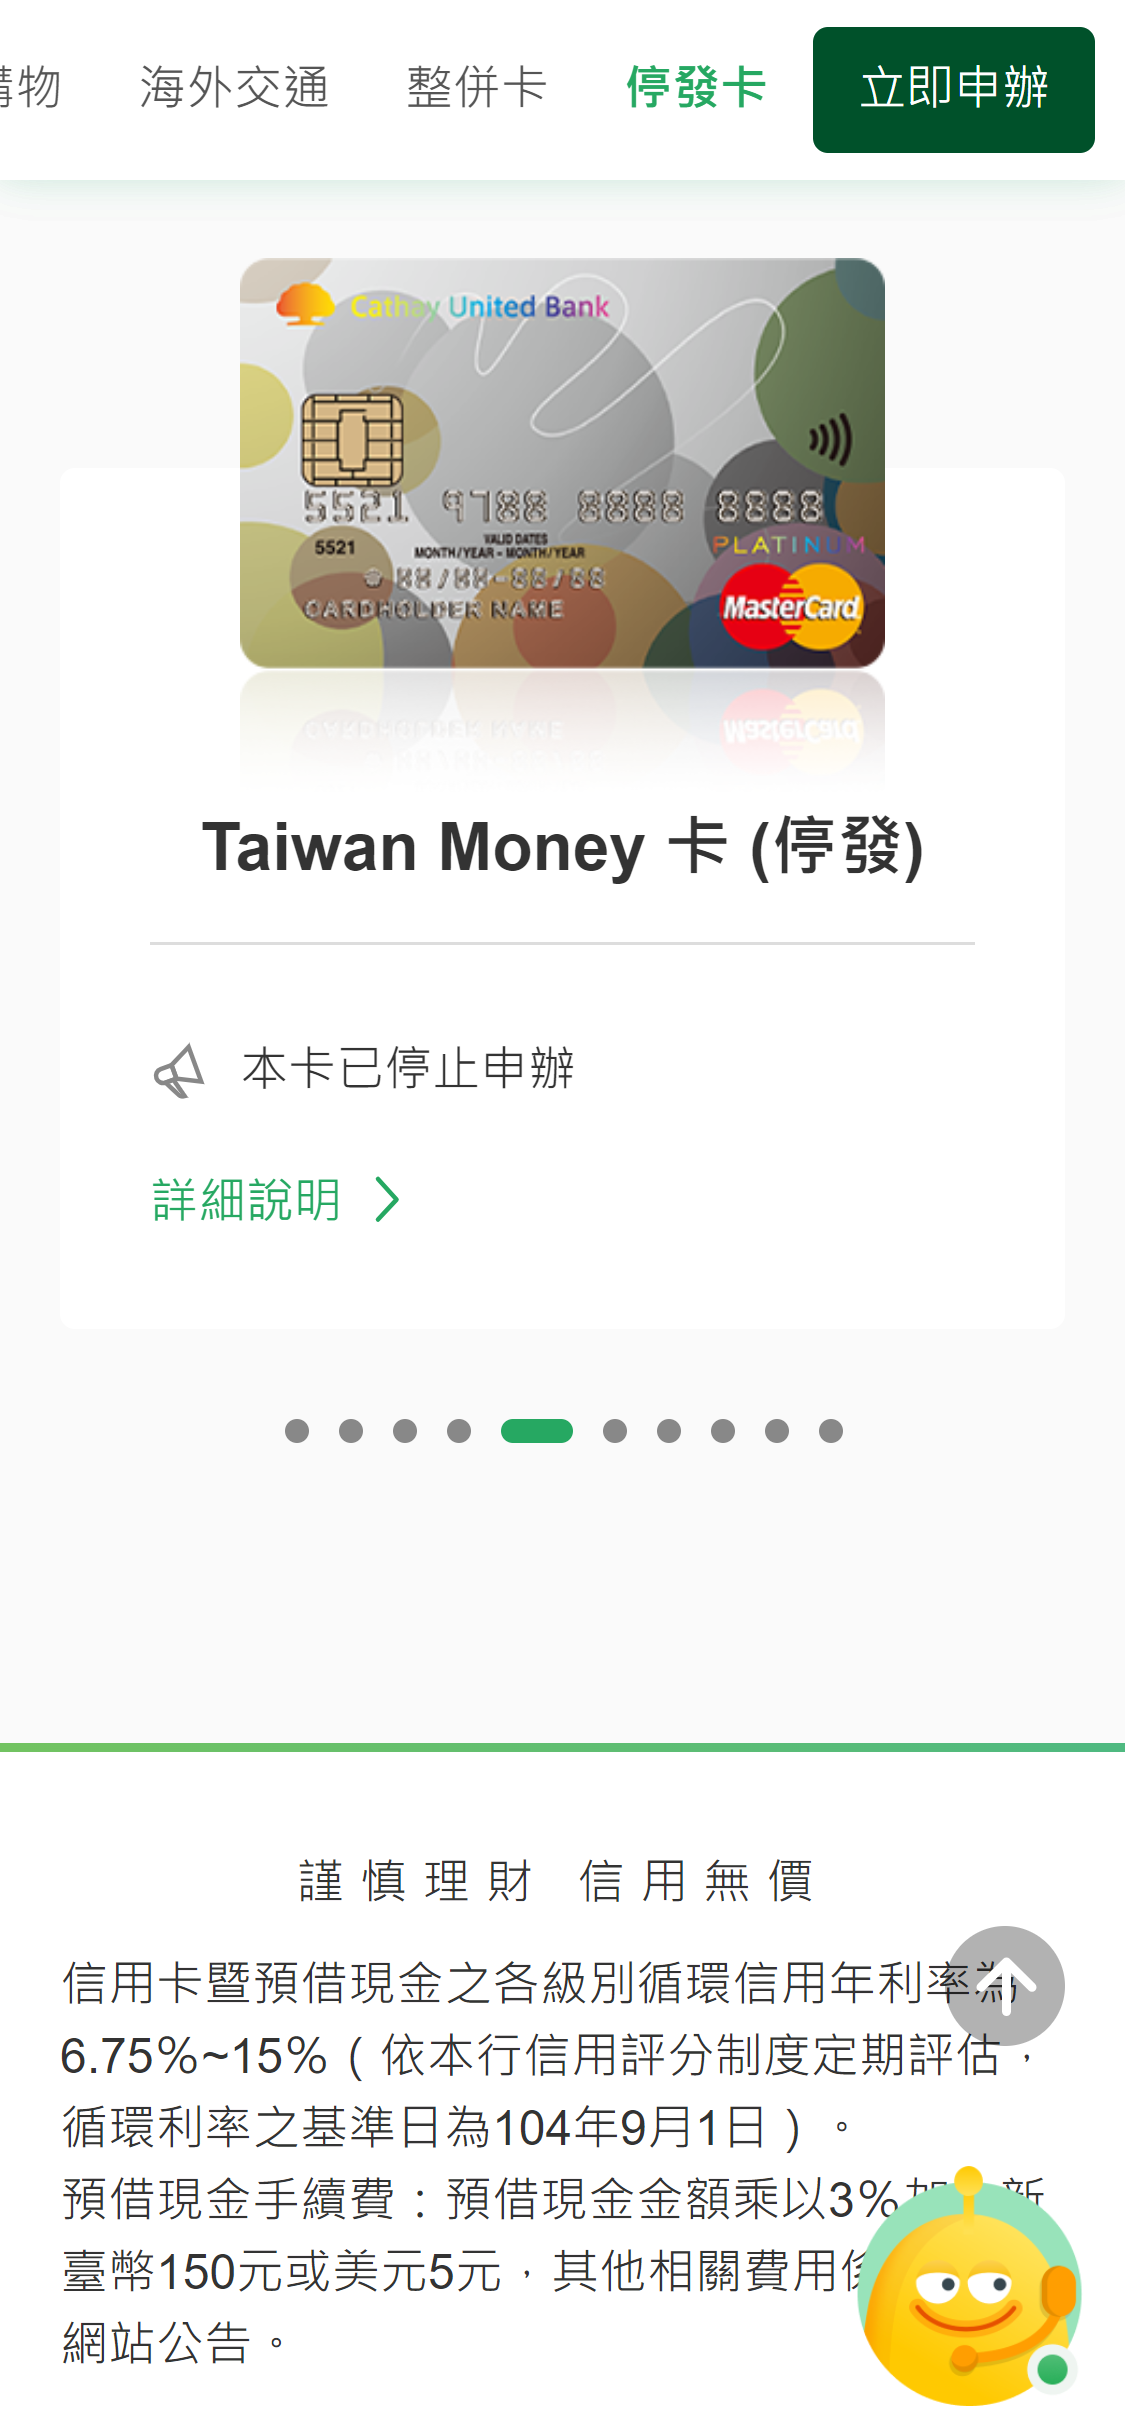 購物 海外交通 整併卡 停發卡 立即申辦
Cathay United Bank
5521 9788 8888 8888
5521
VALID DATES
MONTH/YEAR - MONTH/YEAR
PLATINUM
CARDHOLDER NAME
MasterCard
Taiwan Money 卡 (停發)
本卡已停止申辦
詳細說明
謹慎理財 信用無價
信用卡暨預借現金之各級別循環信用年利率為
6.75%~15%（依本行信用評分制度定期評估，
循環利率之基準日為104年9月1日）。
預借現金手續費：預借現金金額乘以3%加 新
臺幣150元或美元5元，其他相關費用依
網站公告。